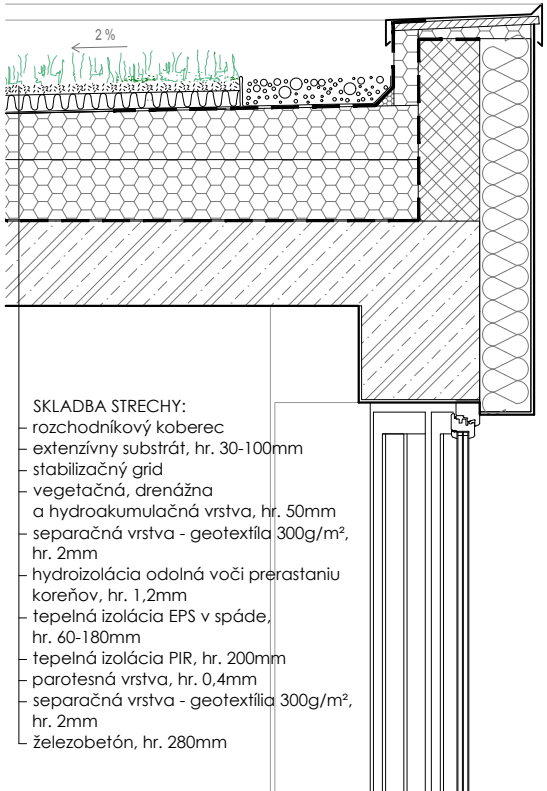 2%
SKLADBA STRECHY:
rozchodníkový koberec
extenzívny substrát, hr. 30-100mm
stabilizačný grid
vegetačná, drenážna
a hydroakumulačná vrstva, hr. 50mm
separačná vrstva - geotextíla 300g/m²,
hr. 2mm
hydroizolácia odolná voči prerastaniu
koreňov, hr. 1,2mm
tepelná izolácia EPS v spáde,
hr. 60-180mm
tepelná izolácia PIR, hr. 200mm
parotesná vrstva, hr. 0,4mm
separačná vrstva - geotextília 300g/m²,
hr. 2mm
železobetón, hr. 280mm